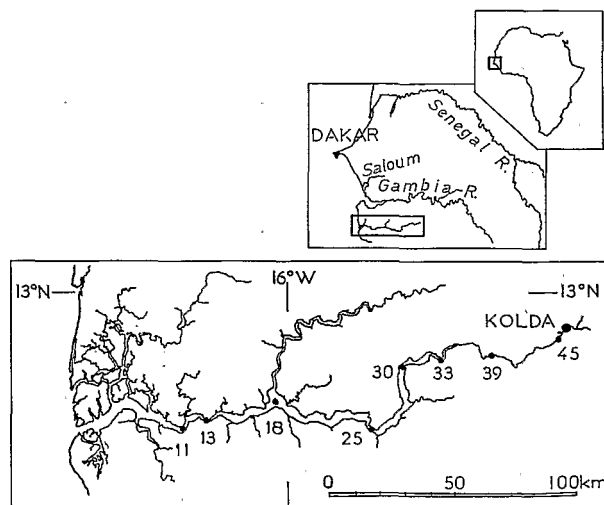 DAKAR
Senegal R.
Saloum
Gambia R.
13°N
16°W
13°N
KOLDA
45
30
33
39
11
13
18
25
0 50 100km